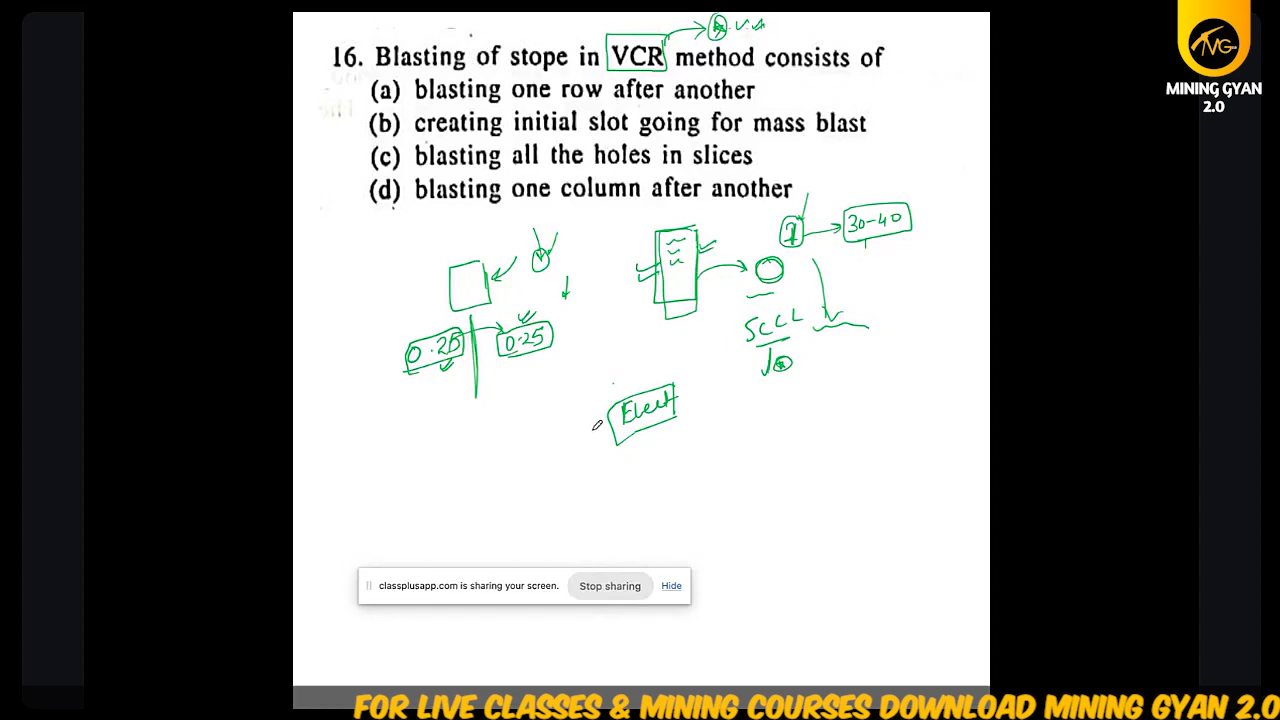 16. Blasting of stope in VCR method consists of
(a) blasting one row after another
(b) creating initial slot going for mass blast
(c) blasting all the holes in slices
(d) blasting one column after another
30-40
0.25
0.25
SCCL
Elect
TVG
MINING GYAN
2.0
classplusapp.com is sharing your screen. Stop sharing Hide
FOR LIVE CLASSES & MINING COURSES DOWNLOAD MINING GYAN 2.0